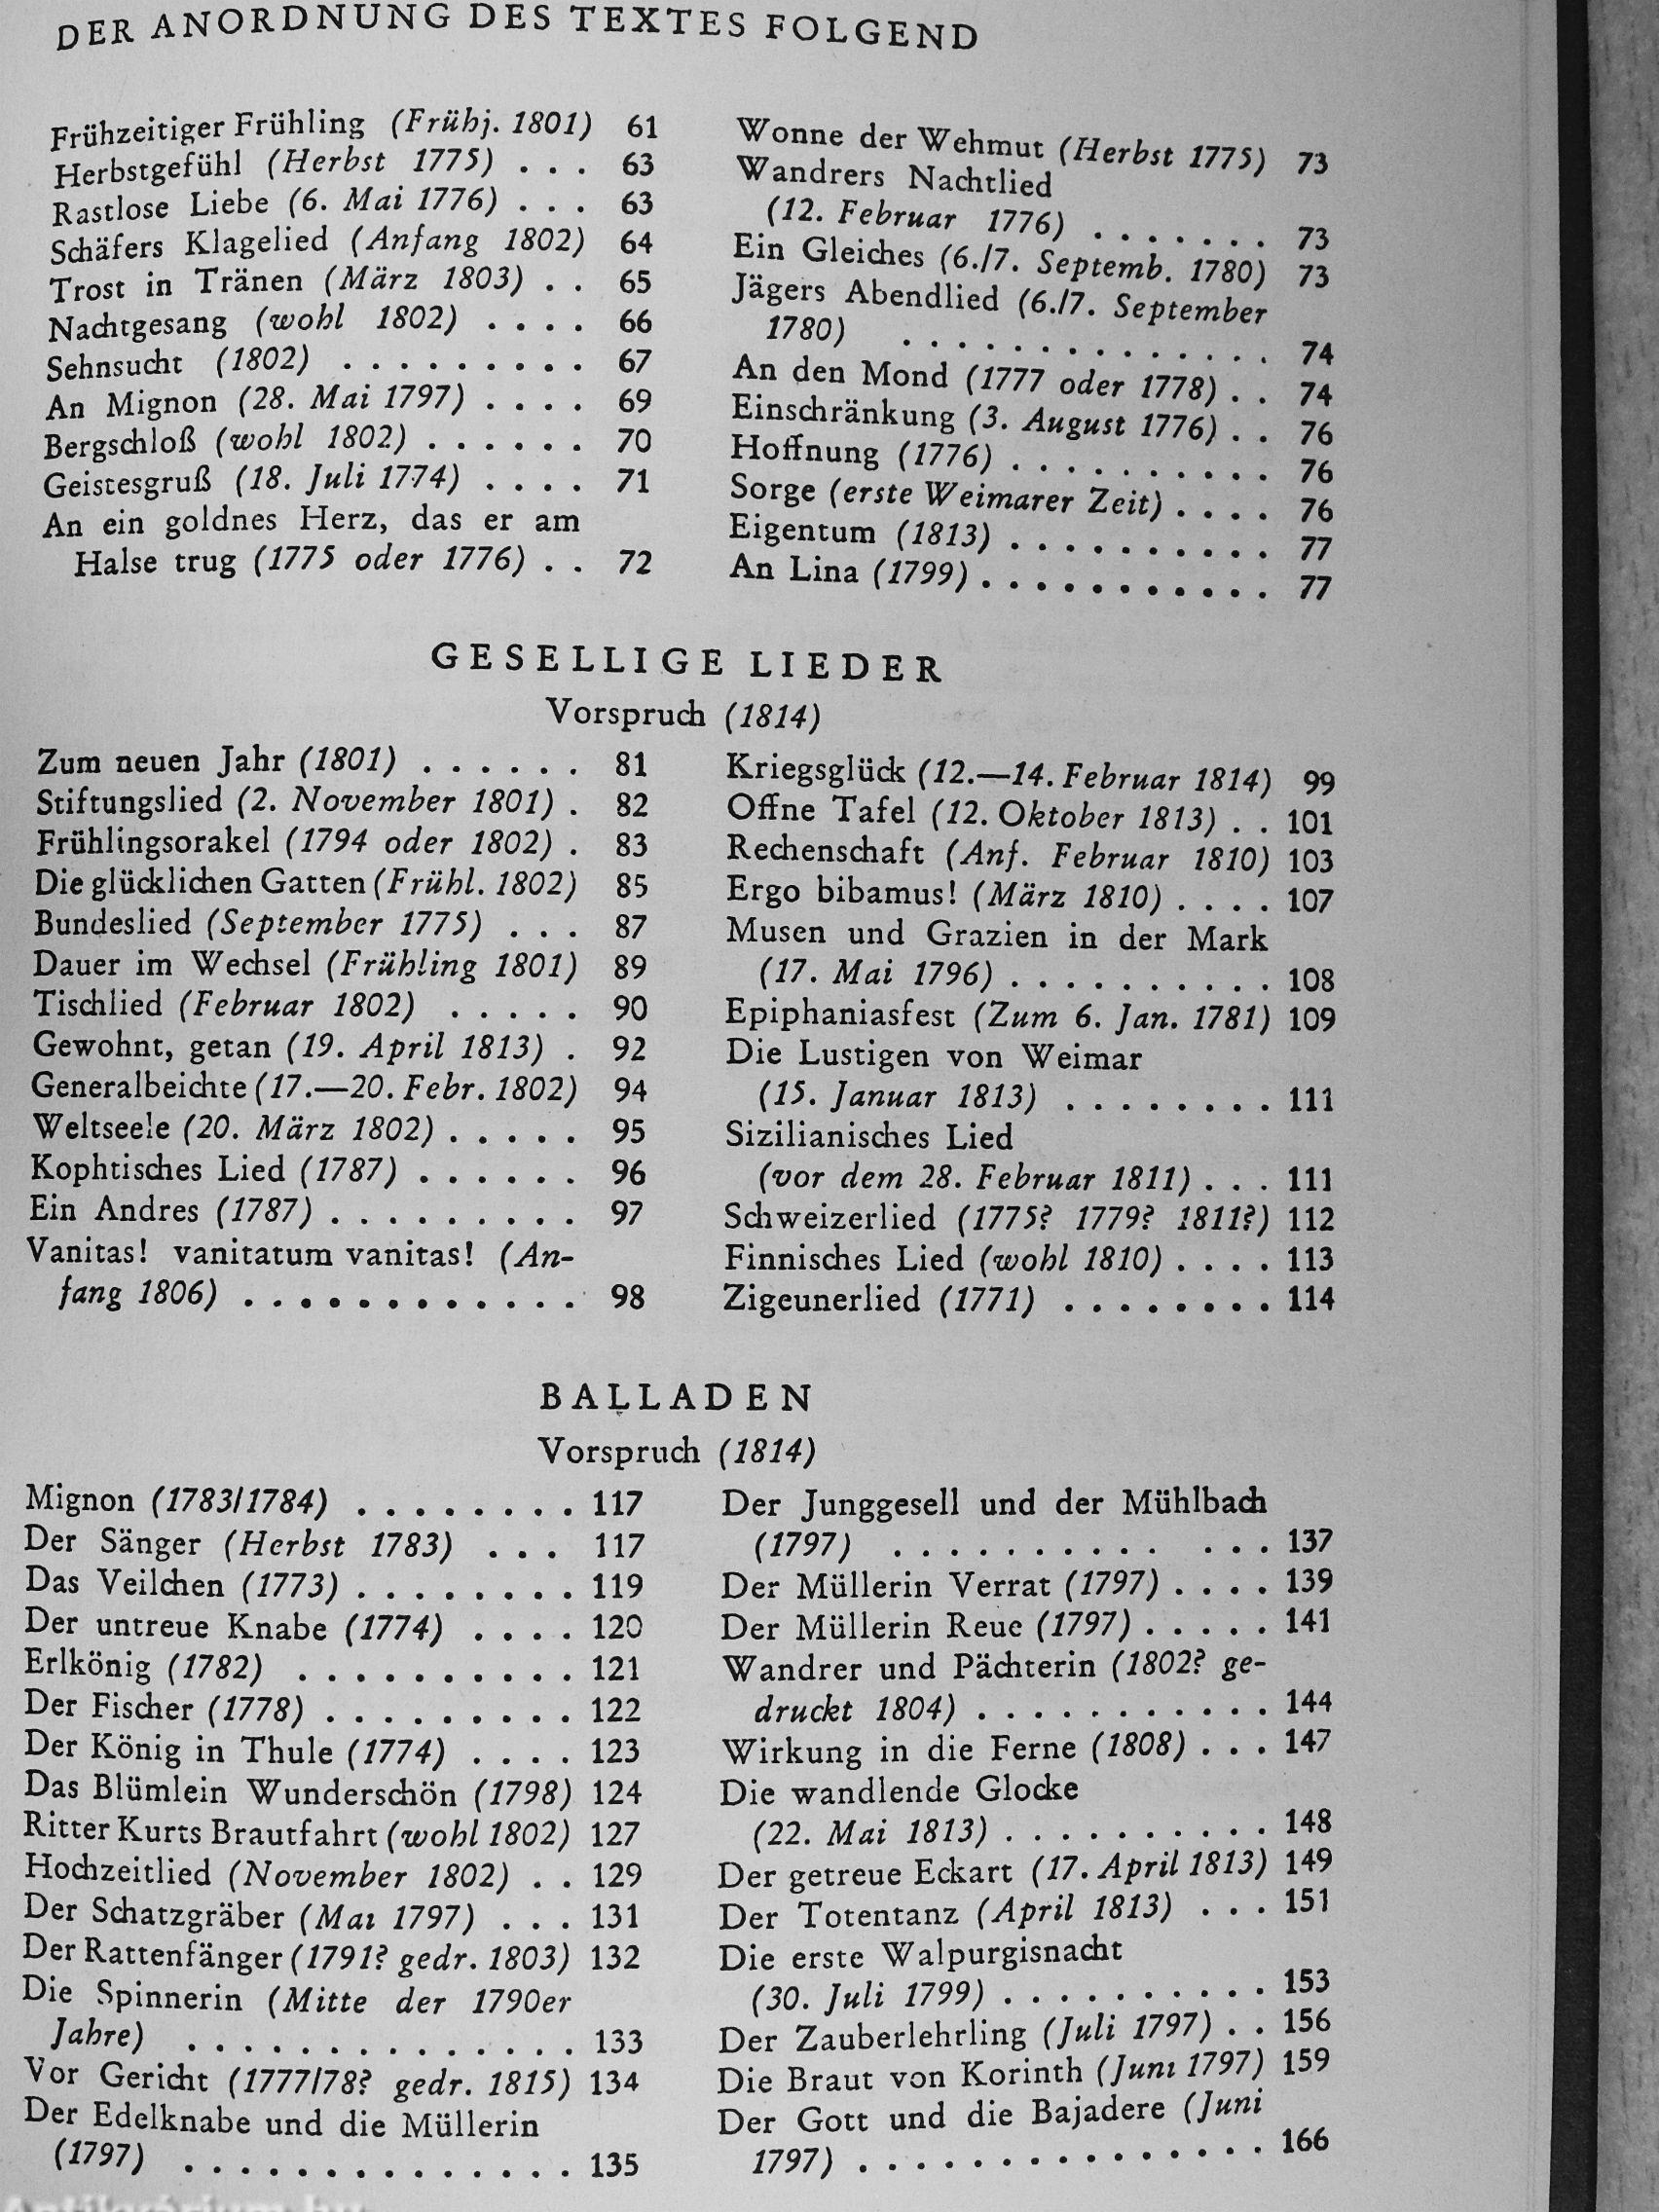 DER ANORDNUNG DES TEXTES FOLGEND
Frühzeitiger Frühling (Frühj. 1801) 61
Herbstgefühl (Herbst 1775) . . . 63
Rastlose Liebe (6. Mai 1776) . . . 63
Schäfers Klagelied (Anfang 1802) 64
Trost in Tränen (März 1803) . . 65
Nachtgesang (wohl 1802) . . . . 66
Sehnsucht (1802) . . . . . . . . . 67
An Mignon (28. Mai 1797) . . . . 69
Bergschloß (wohl 1802) . . . . . . 70
Geistesgruß (18. Juli 1774) . . . . 71
An ein goldnes Herz, das er am
Halse trug (1775 oder 1776) . . 72
Wonne der Wehmut (Herbst 1775) 73
Wandrers Nachtlied
(12. Februar 1776) . . . . . . . 73
Ein Gleiches (6./7. Septemb. 1780) 73
Jägers Abendlied (6./7. September
1780) . . . . . . . . . . . . . . 74
An den Mond (1777 oder 1778) . . 74
Einschränkung (3. August 1776) . . 76
Hoffnung (1776) . . . . . . . . . . 76
Sorge (erste Weimarer Zeit) . . . . 76
Eigentum (1813) . . . . . . . . . . 77
An Lina (1799) . . . . . . . . . . . 77
GESELLIGE LIEDER
Vorspruch (1814)
Zum neuen Jahr (1801) . . . . . . 81
Stiftungslied (2. November 1801) . 82
Frühlingsorakel (1794 oder 1802) . 83
Die glücklichen Gatten (Frühl. 1802) 85
Bundeslied (September 1775) . . . 87
Dauer im Wechsel (Frühling 1801) 89
Tischlied (Februar 1802) . . . . . 90
Gewohnt, getan (19. April 1813) . 92
Generalbeichte (17.—20. Febr. 1802) 94
Weltseele (20. März 1802) . . . . . 95
Kophtisches Lied (1787) . . . . . . 96
Ein Andres (1787) . . . . . . . . . 97
Vanitas! vanitatum vanitas! (An-
fang 1806) . . . . . . . . . . . . 98
Kriegsglück (12.—14. Februar 1814) 99
Offne Tafel (12. Oktober 1813) . . 101
Rechenschaft (Anf. Februar 1810) 103
Ergo bibamus! (März 1810) . . . . 107
Musen und Grazien in der Mark
(17. Mai 1796) . . . . . . . . . . 108
Epiphaniasfest (Zum 6. Jan. 1781) 109
Die Lustigen von Weimar
(15. Januar 1813) . . . . . . . . 111
Sizilianisches Lied
(vor dem 28. Februar 1811) . . . 111
Schweizerlied (1775? 1779? 1811?) 112
Finnisches Lied (wohl 1810) . . . . 113
Zigeunerlied (1771) . . . . . . . . 114
BALLADEN
Vorspruch (1814)
Mignon (1783/1784) . . . . . . . . 117
Der Sänger (Herbst 1783) . . . 117
Das Veilchen (1773) . . . . . . . . 119
Der untreue Knabe (1774) . . . . 120
Erlkönig (1782) . . . . . . . . . . 121
Der Fischer (1778) . . . . . . . . . 122
Der König in Thule (1774) . . . . 123
Das Blümlein Wunderschön (1798) 124
Ritter Kurts Brautfahrt (wohl 1802) 127
Hochzeitlied (November 1802) . . 129
Der Schatzgräber (Mai 1797) . . . 131
Der Rattenfänger (1791? gedr. 1803) 132
Die Spinnerin (Mitte der 1790er
Jahre) . . . . . . . . . . . . . . 133
Vor Gericht (1777/78? gedr. 1815) 134
Der Edelknabe und die Müllerin
(1797) . . . . . . . . . . . . . . 135
Der Junggesell und der Mühlbach
(1797) . . . . . . . . . . . . . 137
Der Müllerin Verrat (1797) . . . . 139
Der Müllerin Reue (1797) . . . . . 141
Wandrer und Pächterin (1802? ge-
druckt 1804) . . . . . . . . . . . 144
Wirkung in die Ferne (1808) . . . 147
Die wandlende Glocke
(22. Mai 1813) . . . . . . . . . . 148
Der getreue Eckart (17. April 1813) 149
Der Totentanz (April 1813) . . . 151
Die erste Walpurgisnacht
(30. Juli 1799) . . . . . . . . . . 153
Der Zauberlehrling (Juli 1797) . . 156
Die Braut von Korinth (Juni 1797) 159
Der Gott und die Bajadere (Juni
1797) . . . . . . . . . . . . . . . 166